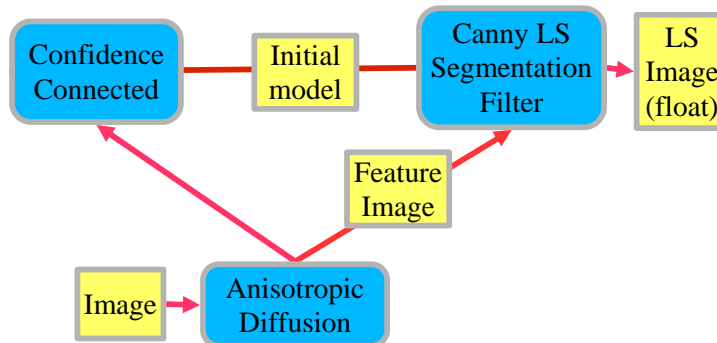 Confidence
Connected
Initial
model
Canny LS
Segmentation
Filter
LS
Image
(float)
Feature
Image
Image
Anisotropic
Diffusion